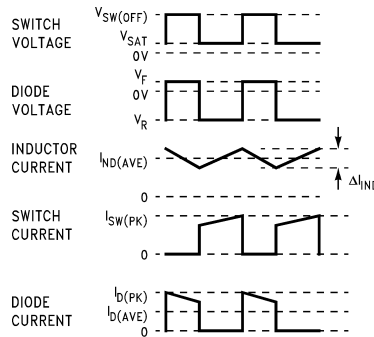 SWITCH
VOLTAGE
VSW(OFF)
VSAT
0V
DIODE
VOLTAGE
VF
0V
VR
INDUCTOR
CURRENT
IND(AVE)
ΔIIND
0
SWITCH
CURRENT
ISW(PK)
0
DIODE
CURRENT
ID(PK)
ID(AVE)
0